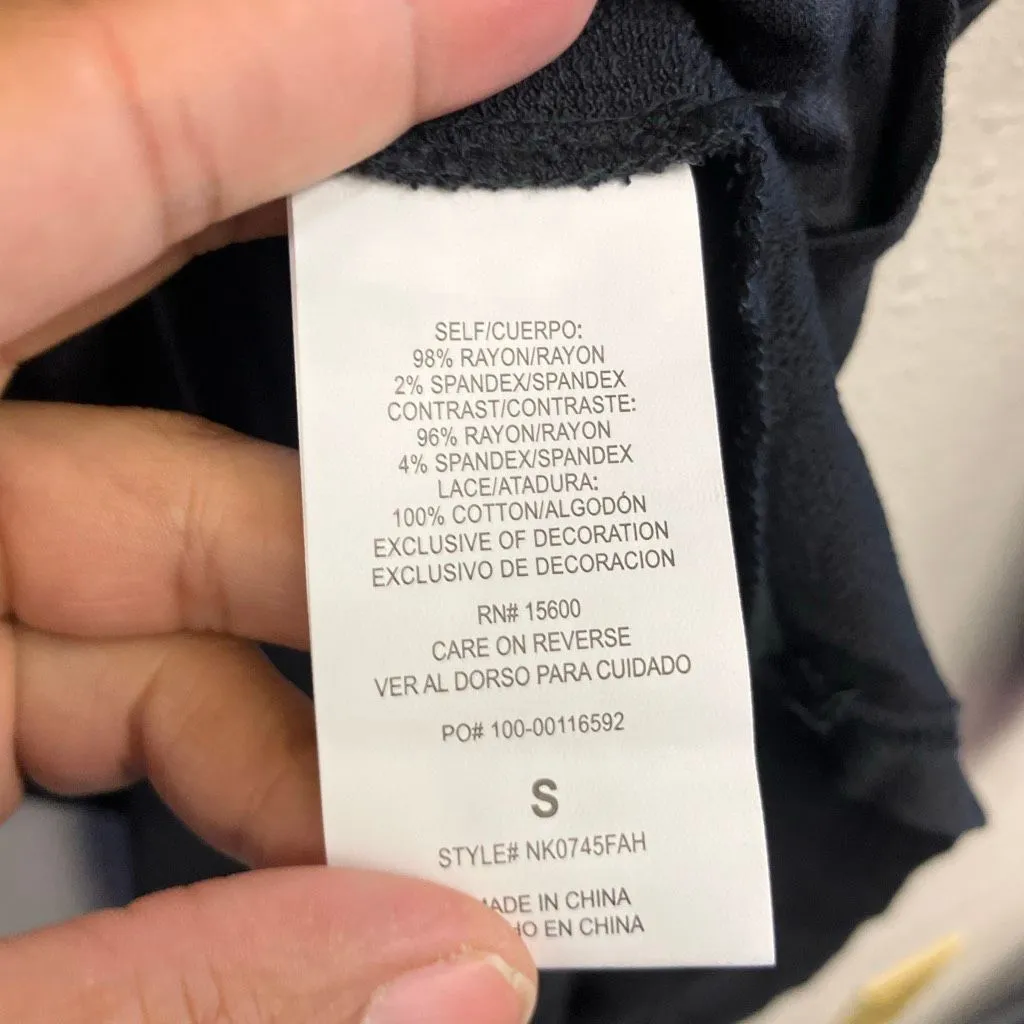 SELF/CUERPO:
98% RAYON/RAYON
2% SPANDEX/SPANDEX
CONTRAST/CONTRASTE:
96% RAYON/RAYON
4% SPANDEX/SPANDEX
LACE/ATADURA:
100% COTTON/ALGODÓN
EXCLUSIVE OF DECORATION
EXCLUSIVO DE DECORACION
RN# 15600
CARE ON REVERSE
VER AL DORSO PARA CUIDADO
PO# 100-00116592
S
STYLE# NK0745FAH
IN CHINA
EN CHINA